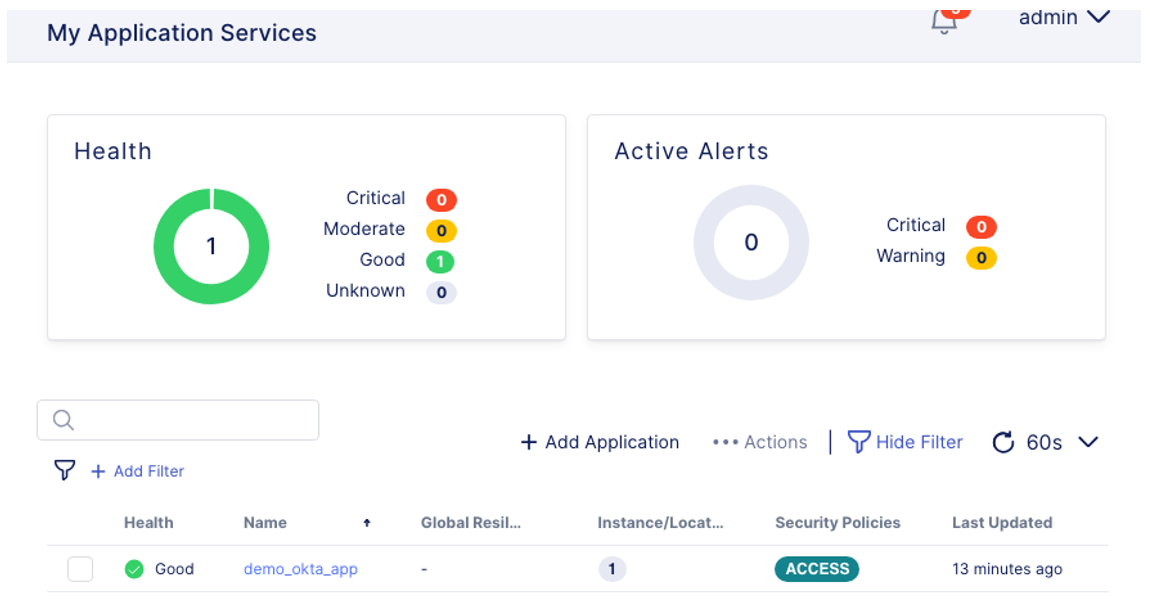 My Application Services
admin
Health
1
Critical 0
Moderate 0
Good 1
Unknown 0
Active Alerts
0
Critical 0
Warning 0
+ Add Application
••• Actions
Hide Filter
60s
+ Add Filter
Health Name Global Resil... Instance/Locat... Security Policies Last Updated
Good demo_okta_app - 1 ACCESS 13 minutes ago